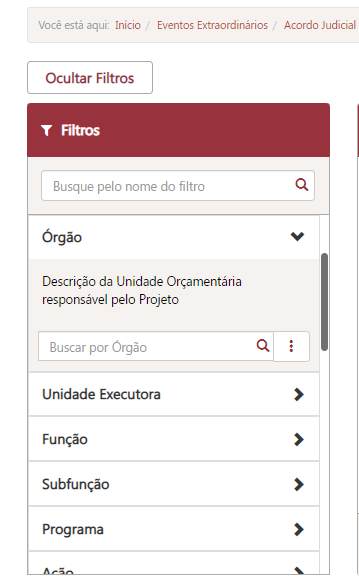 Você está aqui: Início / Eventos Extraordinários / Acordo Judicial
Ocultar Filtros
Filtros
Busque pelo nome do filtro
Órgão
Descrição da Unidade Orçamentária
responsável pelo Projeto
Buscar por Órgão
Unidade Executora
Função
Subfunção
Programa
Ação